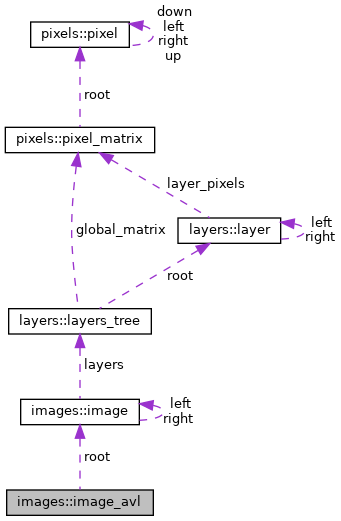 down
left
right
up
pixels::pixel
root
pixels::pixel_matrix
layer_pixels
global_matrix
layers::layer
left
right
root
layers::layers_tree
layers
images::image
left
right
root
images::image_avl